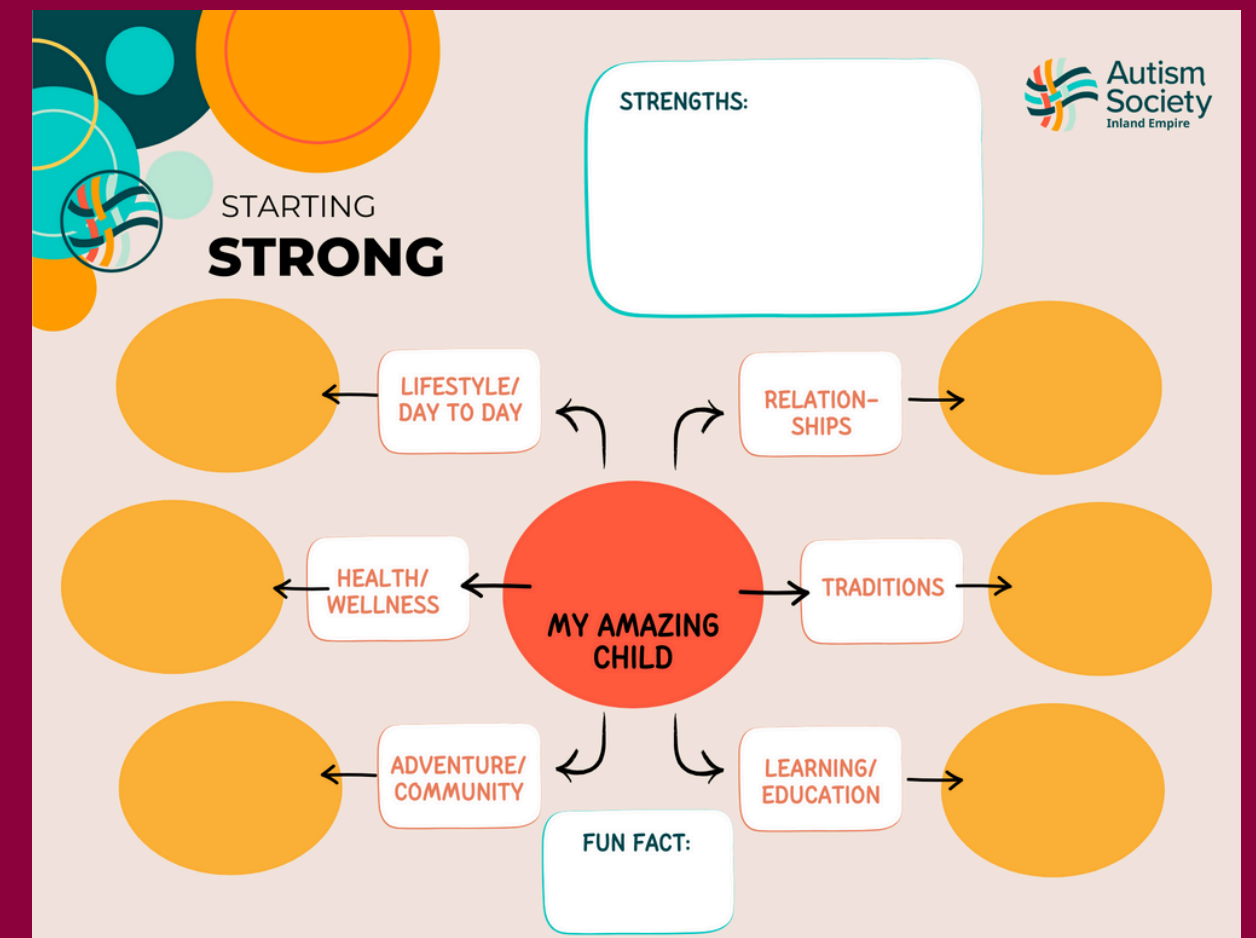 STRENGTHS:
Autism
Society
Inland Empire
STARTING
STRONG
LIFESTYLE/
DAY TO DAY
RELATION-
SHIPS
HEALTH/
WELLNESS
MY AMAZING
CHILD
TRADITIONS
ADVENTURE/
COMMUNITY
LEARNING/
EDUCATION
FUN FACT: